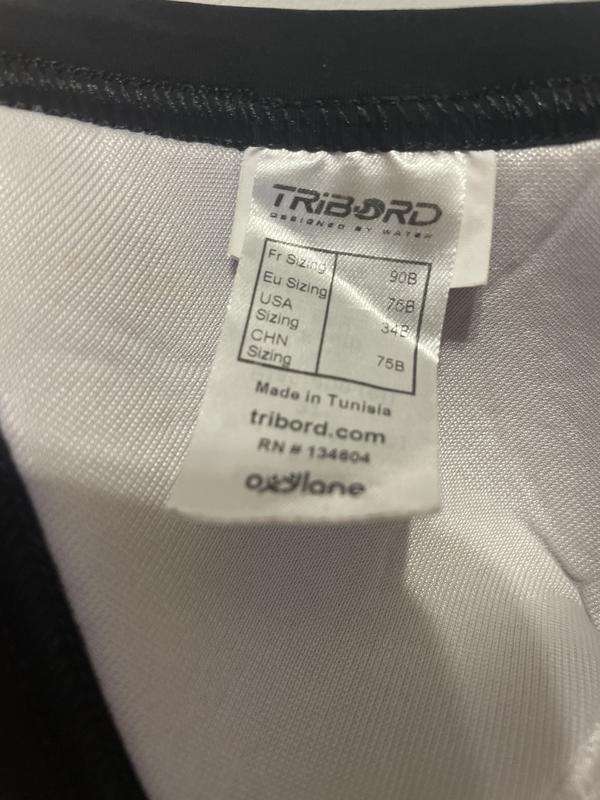 TRIBORD
DESIGNED BY WATER
Fr Sizing 90B
Eu Sizing 75B
USA Sizing 34B
CHN Sizing 75B
Made in Tunisia
tribord.com
RN # 134604
oxylane